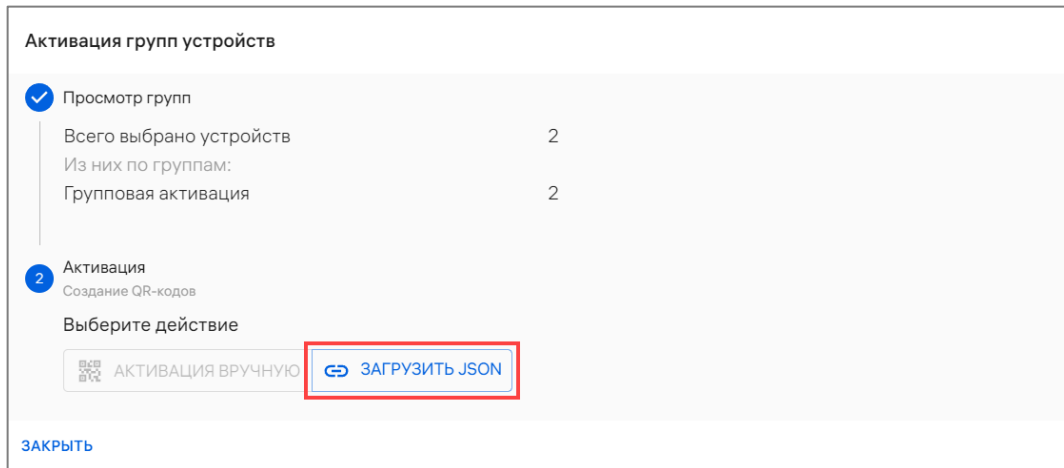 Активация групп устройств
Просмотр групп
Всего выбрано устройств 2
Из них по группам:
Групповая активация 2
2 Активация
Создание QR-кодов
Выберите действие
АКТИВАЦИЯ ВРУЧНУЮ ЗАГРУЗИТЬ JSON
ЗАКРЫТЬ